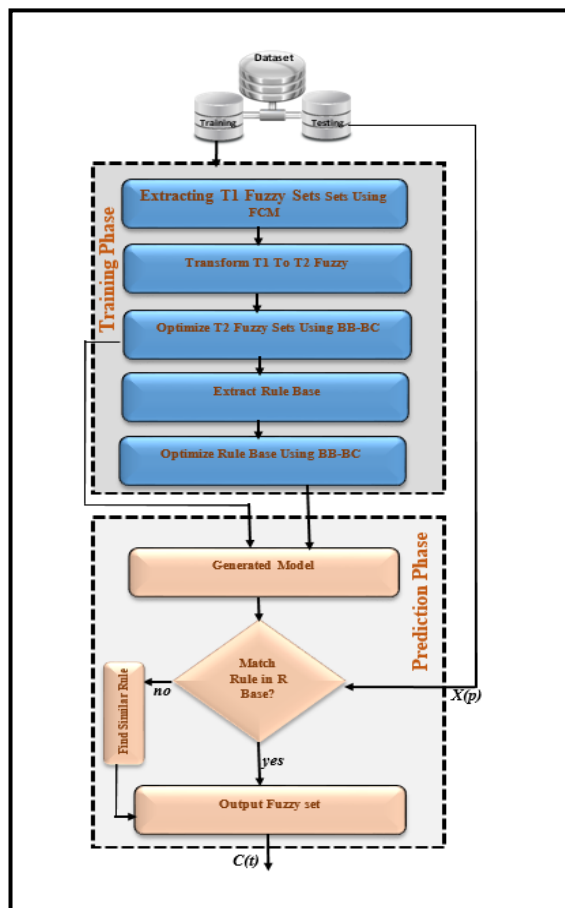 Dataset
Training
Testing
Training Phase
Extracting T1 Fuzzy Sets Sets Using
FCM
Transform T1 To T2 Fuzzy
Optimize T2 Fuzzy Sets Using BB-BC
Extract Rule Base
Optimize Rule Base Using BB-BC
Prediction Phase
Generated Model
Match
Rule in R
Base?
X(p)
no
Find Similar Rule
yes
Output Fuzzy set
C(t)